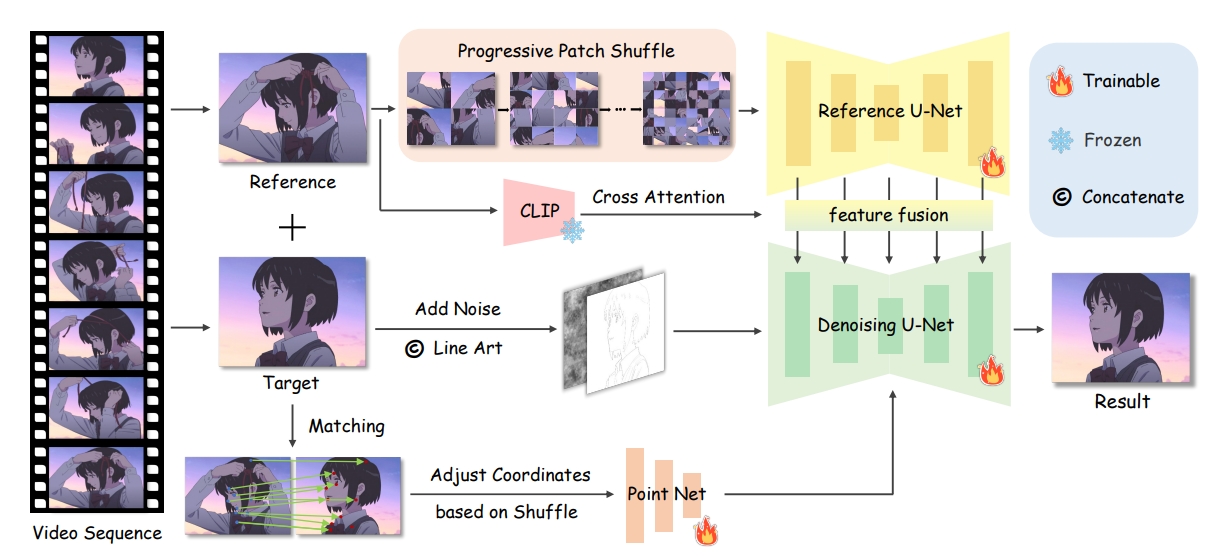 Progressive Patch Shuffle
Reference U-Net
Trainable
Frozen
© Concatenate
Reference
CLIP
Cross Attention
feature fusion
Add Noise
© Line Art
Denoising U-Net
Target
Result
Matching
Adjust Coordinates
based on Shuffle
Point Net
Video Sequence